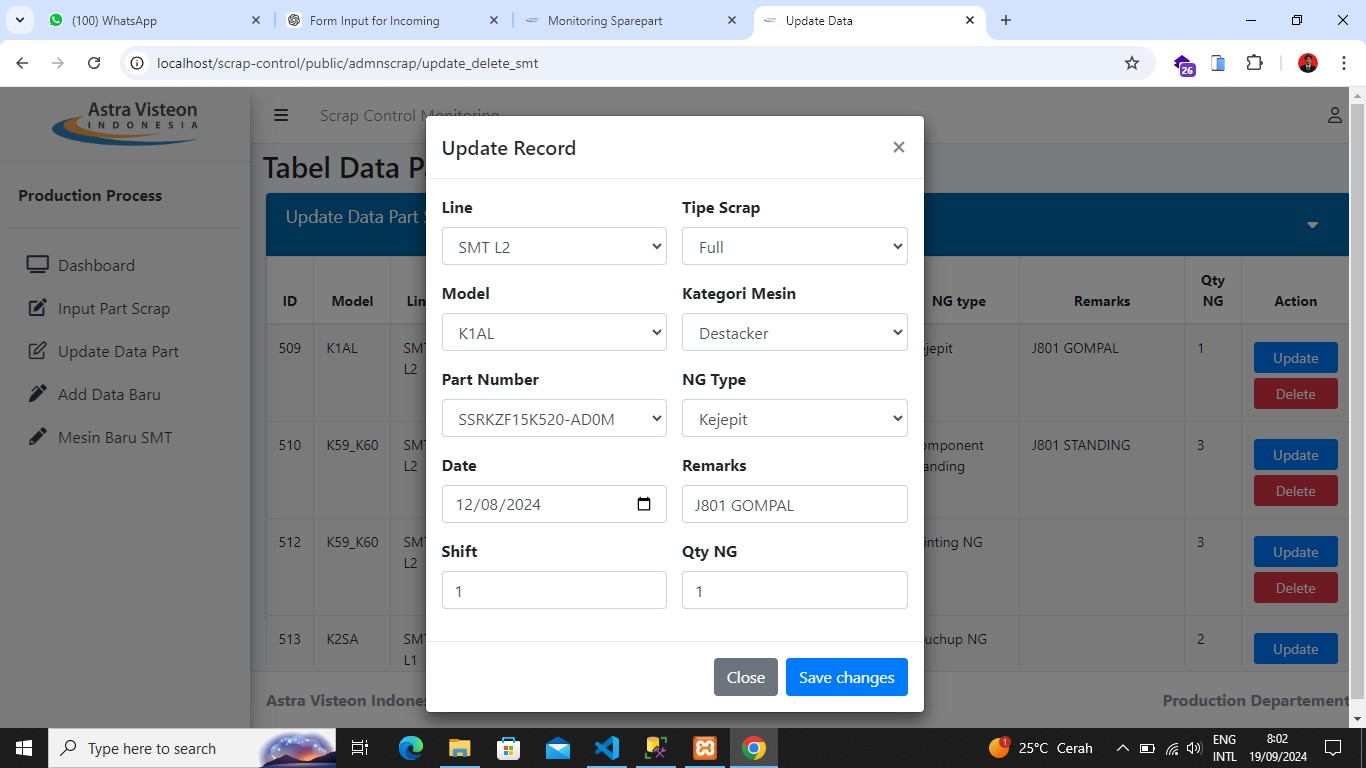 (100) WhatsApp
Form Input for Incoming
Monitoring Sparepart
Update Data
localhost/scrap-control/public/admnscrap/update_delete_smt
26
Astra Visteon
INDONESIA
Scrap Control Monitoring
Production Process
Dashboard
Input Part Scrap
Update Data Part
Add Data Baru
Mesin Baru SMT
Tabel Data P
Update Data Part S
ID Model Lin NG type Remarks Qty NG Action
509 K1AL SMT L2 ejepit J801 GOMPAL 1 Update Delete
510 K59_K60 SMT L2 omponent anding J801 STANDING 3 Update Delete
512 K59_K60 SMT L2 inting NG 3 Update Delete
513 K2SA SMT L1 uchup NG 2 Update
Update Record
×
Line
SMT L2
Tipe Scrap
Full
Model
K1AL
Kategori Mesin
Destacker
Part Number
SSRKZF15K520-AD0M
NG Type
Kejepit
Date
12/08/2024
Remarks
J801 GOMPAL
Shift
1
Qty NG
1
Close
Save changes
Astra Visteon Indones
Production Departement
Type here to search
1
25°C Cerah
ENG
INTL
8:02
19/09/2024